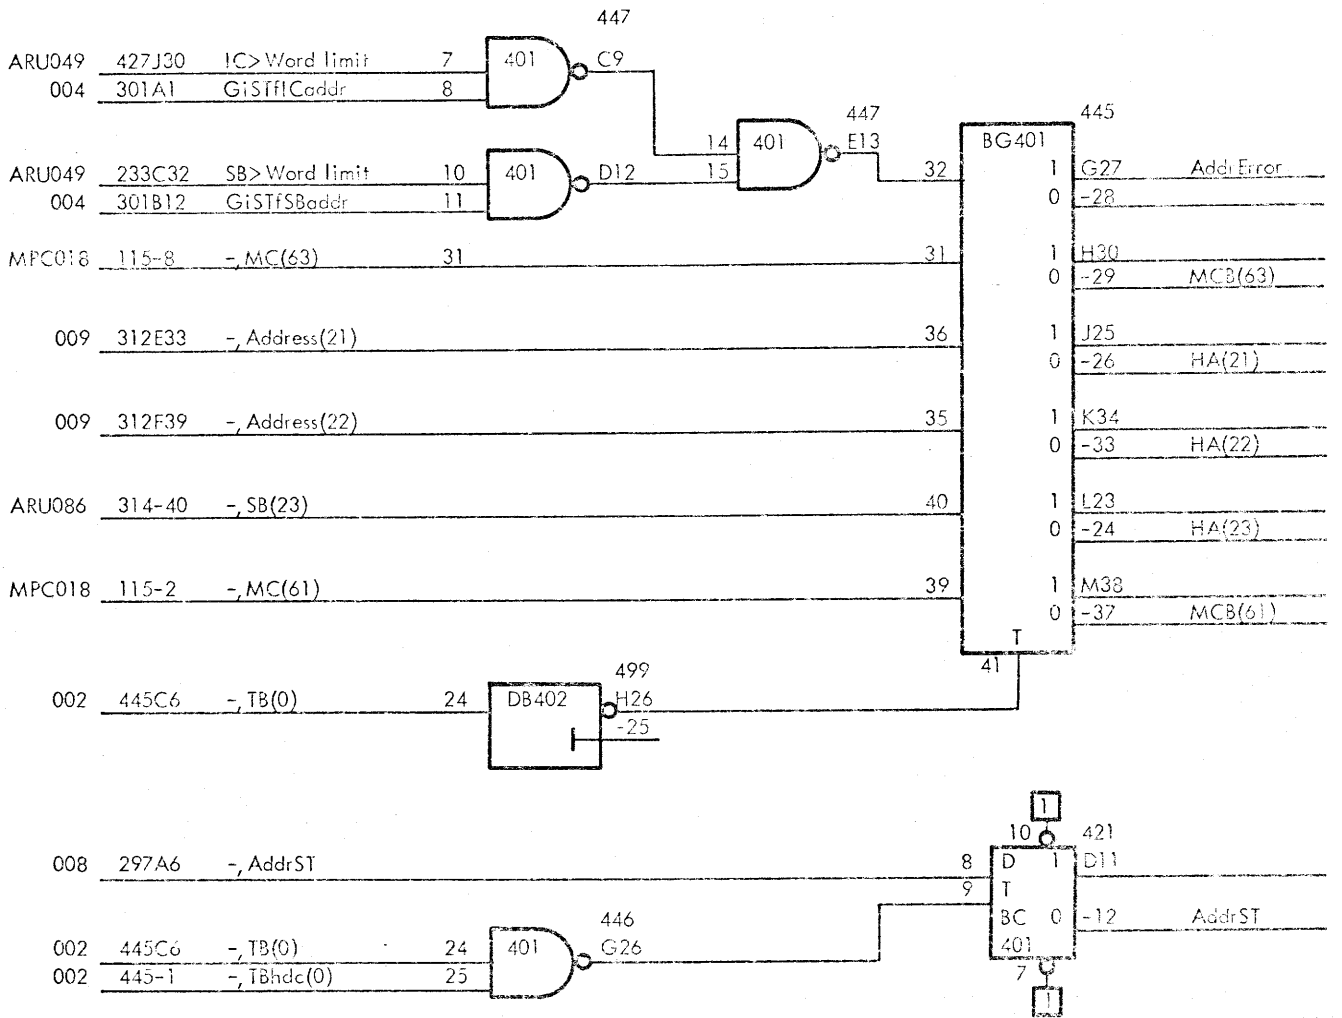 447
ARU049 427J30 IC>Word limit 7 401 C9
004 301A1 GiSTfICaddr 8
447
445
14 401 E13 BG401
ARU049 233C32 SB>Word limit 10 401 D12 15 32 1 G27 AddrError
004 301B12 GiSTfSBaddr 11 0 -28
MPC018 115-8 -,MC(63) 31 31 1 H30
0 -29 MCB(63)
009 312E33 -,Address(21) 36 1 J25
0 -26 HA(21)
009 312F39 -,Address(22) 35 1 K34
0 -33 HA(22)
ARU086 314-40 -,SB(23) 40 1 L23
0 -24 HA(23)
MPC018 115-2 -,MC(61) 39 1 M38
0 -37 MCB(61)
T
41
499
002 445C6 -,TB(0) 24 DB402 H26
-25
1
10 421
008 297A6 -,AddrST 8 D 1 D11
9 T
446 BC 0 -12 AddrST
002 445C6 -,TB(0) 24 401 G26 401
002 445-1 -,TBhdc(0) 25 7
1